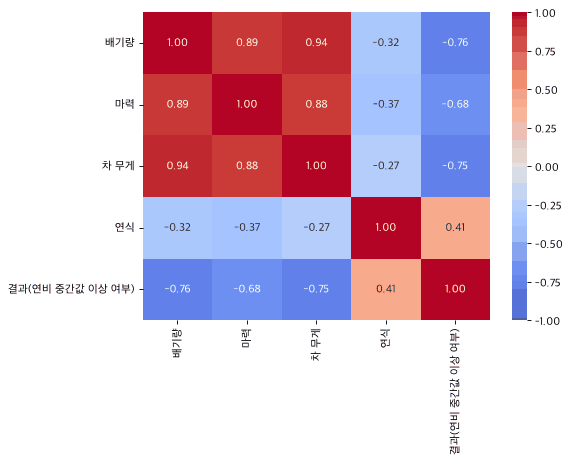 배기량 1.00 0.89 0.94 -0.32 -0.76
마력 0.89 1.00 0.88 -0.37 -0.68
차 무게 0.94 0.88 1.00 -0.27 -0.75
연식 -0.32 -0.37 -0.27 1.00 0.41
결과(연비 중간값 이상 여부) -0.76 -0.68 -0.75 0.41 1.00
배기량
마력
차 무게
연식
결과(연비 중간값 이상 여부)
1.00
0.75
0.50
0.25
0.00
-0.25
-0.50
-0.75
-1.00